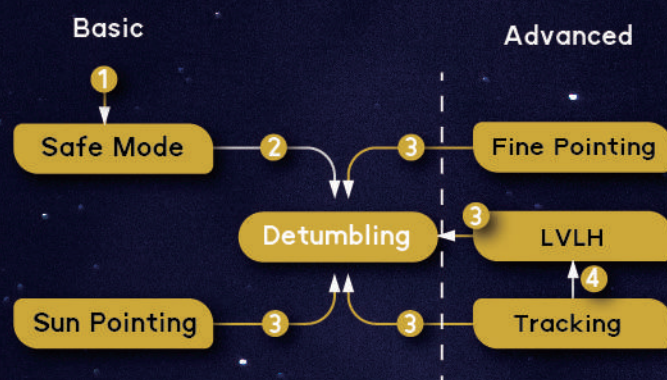 Basic
Advanced
1
Safe Mode
2
3
Fine Pointing
Detumbling
3
LVLH
4
Sun Pointing
3
3
Tracking